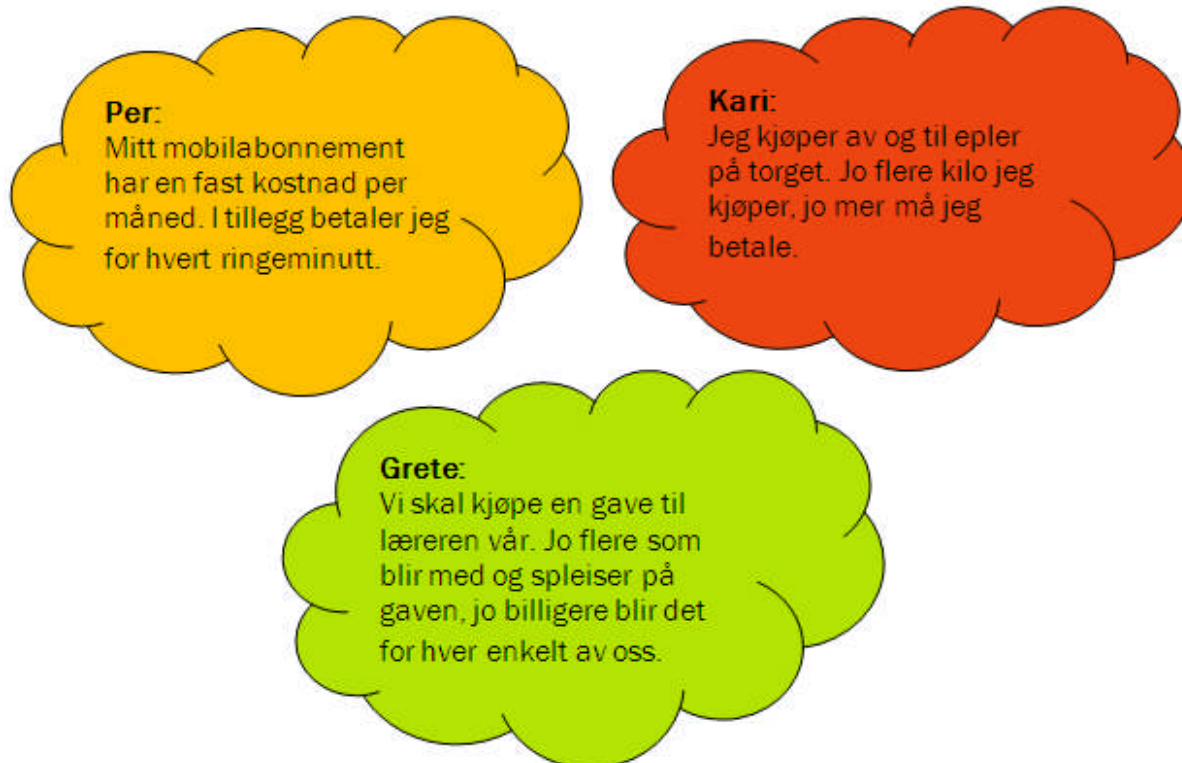 Per:
Mitt mobilabonnement
har en fast kostnad per
måned. I tillegg betaler jeg
for hvert ringeminutt.
Kari:
Jeg kjøper av og til epler
på torget. Jo flere kilo jeg
kjøper, jo mer må jeg
betale.
Grete:
Vi skal kjøpe en gave til
læreren vår. Jo flere som
blir med og spleiser på
gaven, jo billigere blir det
for hver enkelt av oss.